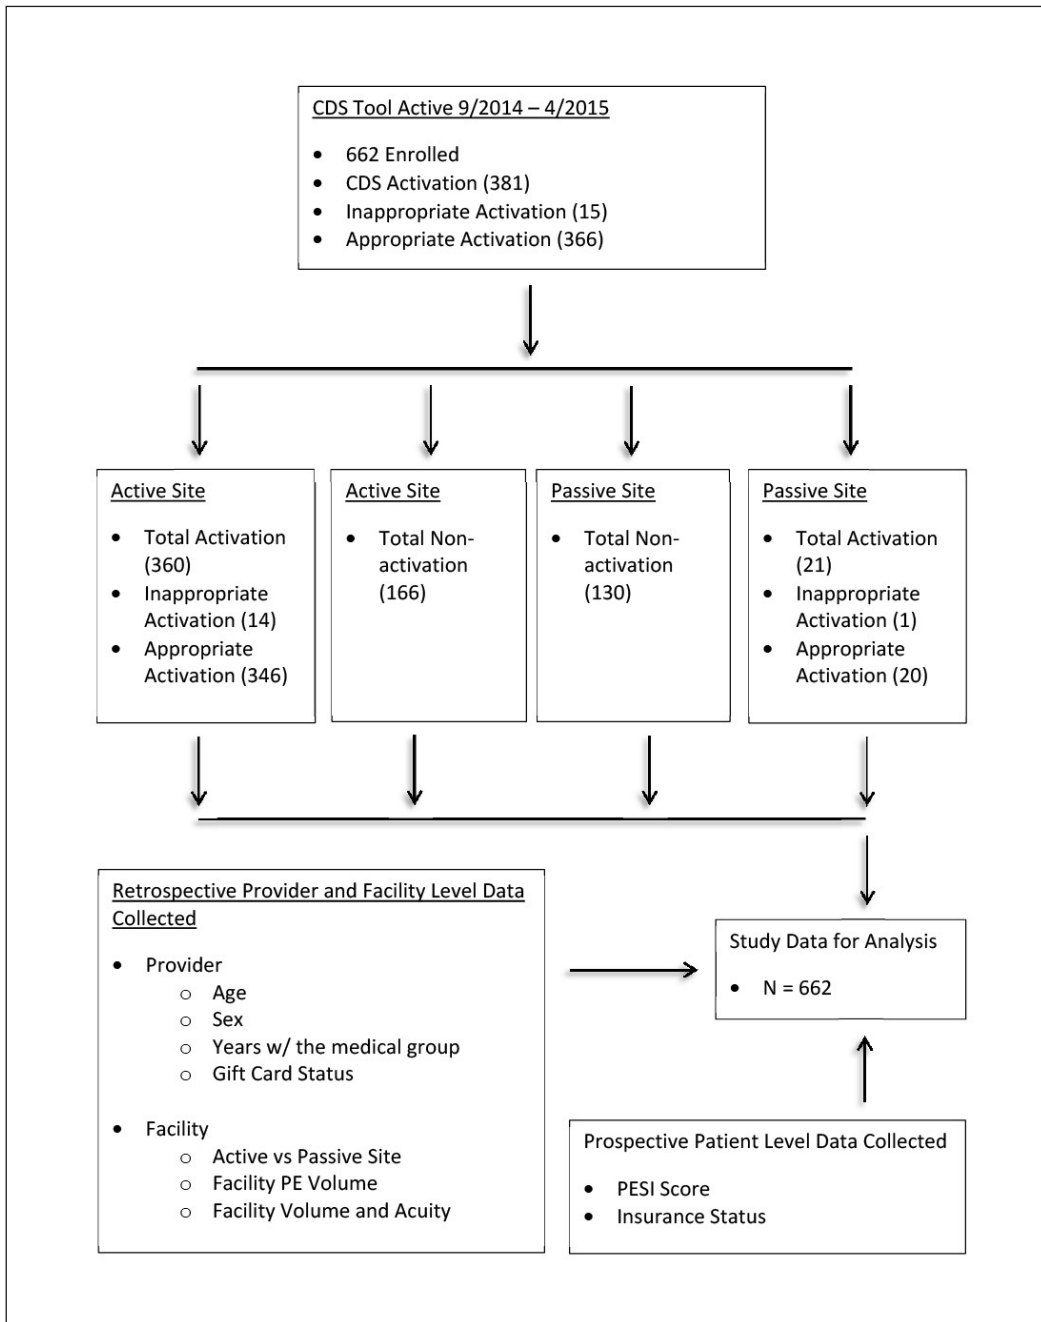 CDS Tool Active 9/2014 – 4/2015
• 662 Enrolled
• CDS Activation (381)
• Inappropriate Activation (15)
• Appropriate Activation (366)
Active Site
• Total Activation
(360)
• Inappropriate
Activation (14)
• Appropriate
Activation (346)
Active Site
• Total Non-
activation
(166)
Passive Site
• Total Non-
activation
(130)
Passive Site
• Total Activation
(21)
• Inappropriate
Activation (1)
• Appropriate
Activation (20)
Retrospective Provider and Facility Level Data
Collected
• Provider
o Age
o Sex
o Years w/ the medical group
o Gift Card Status
• Facility
o Active vs Passive Site
o Facility PE Volume
o Facility Volume and Acuity
Study Data for Analysis
• N = 662
Prospective Patient Level Data Collected
• PESI Score
• Insurance Status